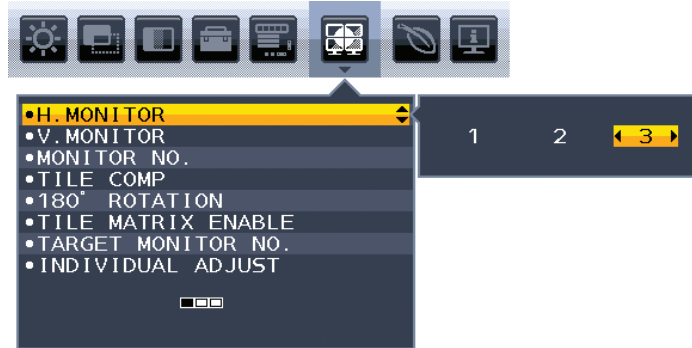 •H.MONITOR
1 2 3
•V.MONITOR
•MONITOR NO.
•TILE COMP
•180° ROTATION
•TILE MATRIX ENABLE
•TARGET MONITOR NO.
•INDIVIDUAL ADJUST